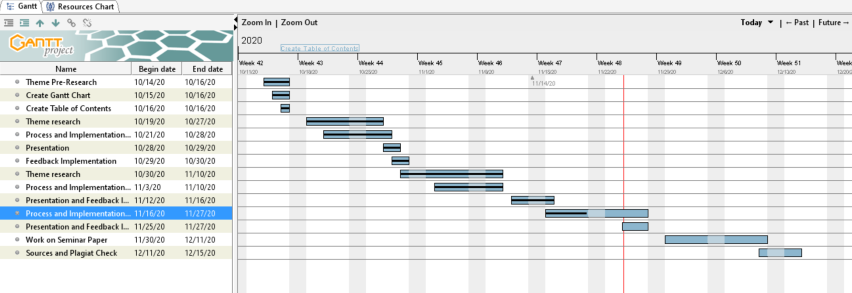 Gantt Resources Chart
Zoom In | Zoom Out Today ▼ | ← Past | Future →
GANTT project
2020
Create Table of Contents
Name Begin date End date
Week 42 Week 43 Week 44 Week 45 Week 46 Week 47 Week 48 Week 49 Week 50 Week 51
10/13/20 10/19/20 10/25/20 11/1/20 11/8/20 11/15/20 11/22/20 11/29/20 12/6/20 12/13/20
11/14/20
Theme Pre-Research 10/14/20 10/16/20
Create Gantt Chart 10/15/20 10/16/20
Create Table of Contents 10/16/20 10/16/20
Theme research 10/19/20 10/27/20
Process and Implementation... 10/21/20 10/28/20
Presentation 10/28/20 10/29/20
Feedback Implementation 10/29/20 10/30/20
Theme research 10/30/20 11/10/20
Process and Implementation... 11/3/20 11/10/20
Presentation and Feedback I... 11/12/20 11/16/20
Process and Implementation... 11/16/20 11/27/20
Presentation and Feedback I... 11/25/20 11/27/20
Work on Seminar Paper 11/30/20 12/11/20
Sources and Plagiat Check 12/11/20 12/15/20